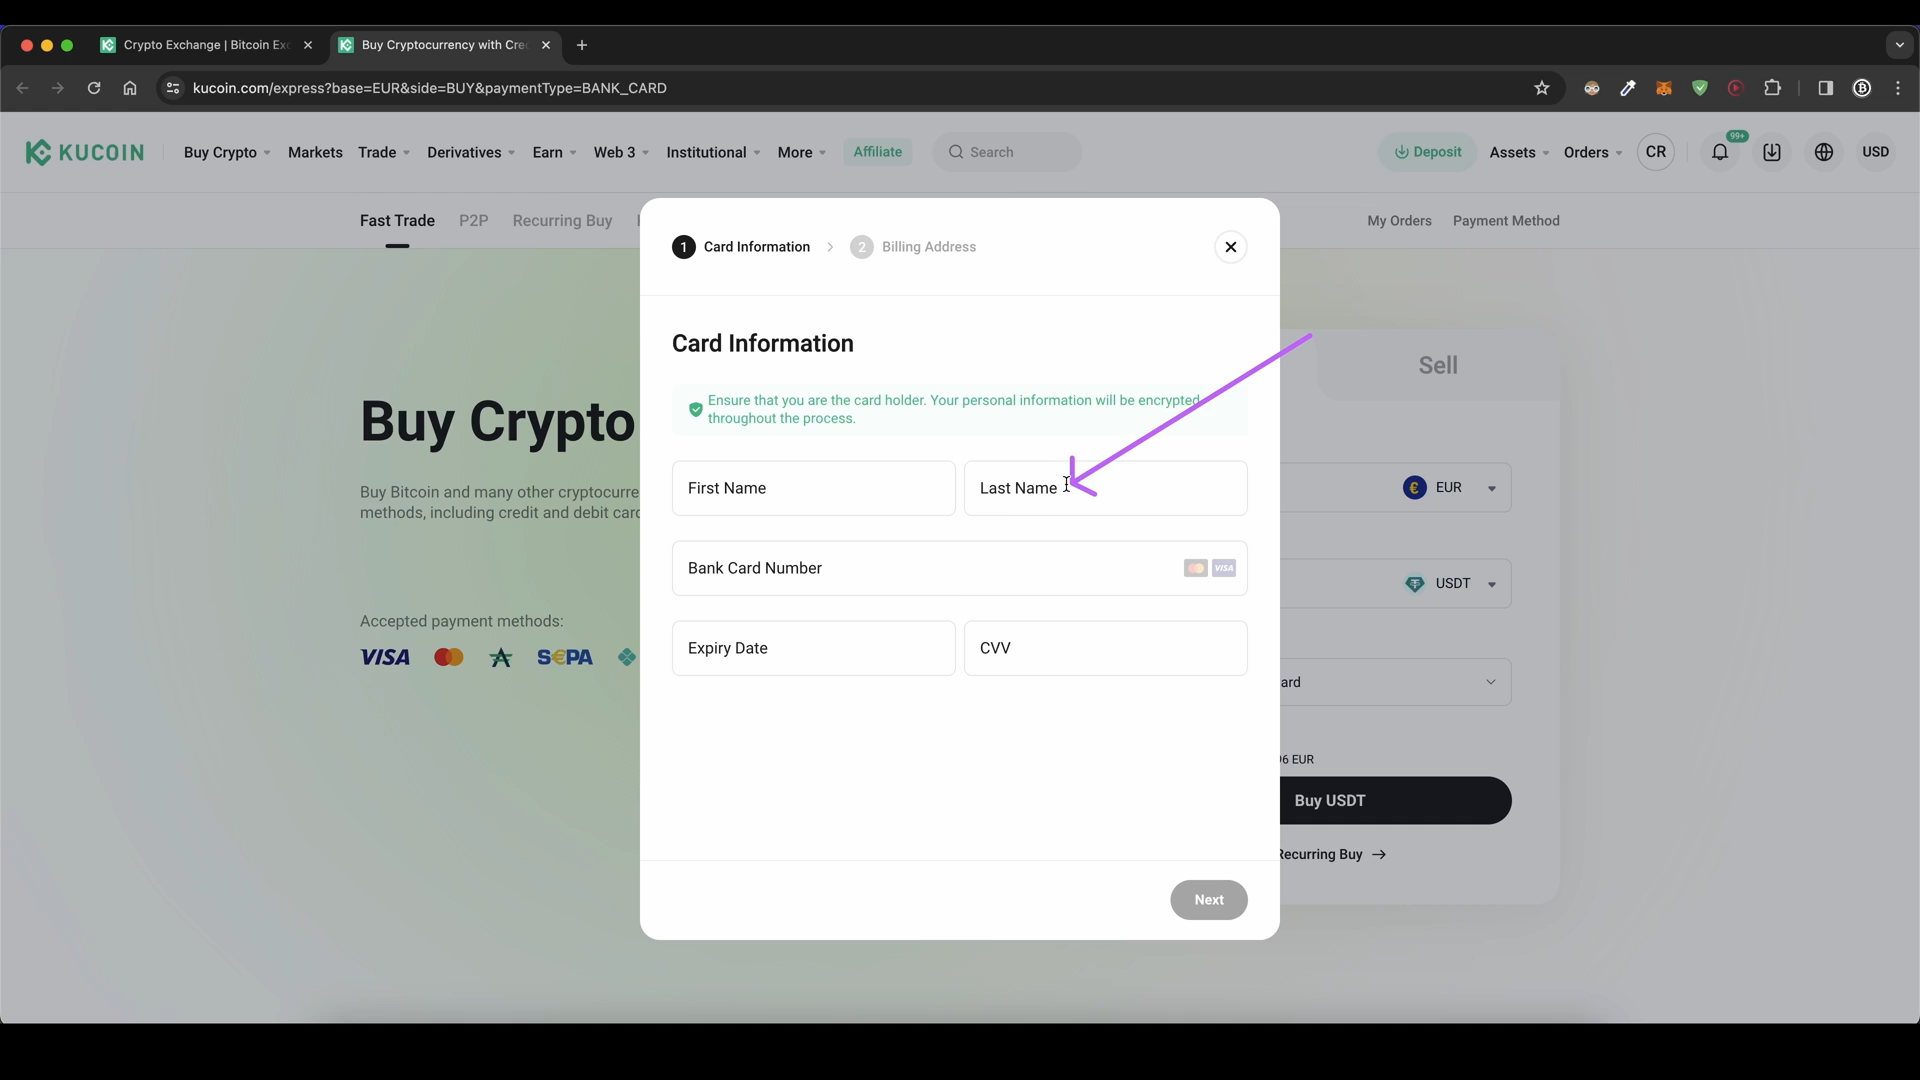 Crypto Exchange | Bitcoin Ex
Buy Cryptocurrency with Cre
kucoin.com/express?base=EUR&side=BUY&paymentType=BANK_CARD
KUCOIN
Buy Crypto
Markets
Trade
Derivatives
Earn
Web 3
Institutional
More
Affiliate
Search
Deposit
Assets
Orders
CR
99+
USD
Fast Trade
P2P
Recurring Buy
My Orders
Payment Method
1 Card Information
2 Billing Address
Card Information
Ensure that you are the card holder. Your personal information will be encrypted
throughout the process.
First Name
Last Name
Bank Card Number
VISA
Expiry Date
CVV
Next
Buy Crypto
Buy Bitcoin and many other cryptocurre
methods, including credit and debit card
Accepted payment methods:
VISA
S€PA
Sell
EUR
USDT
ard
96 EUR
Buy USDT
Recurring Buy